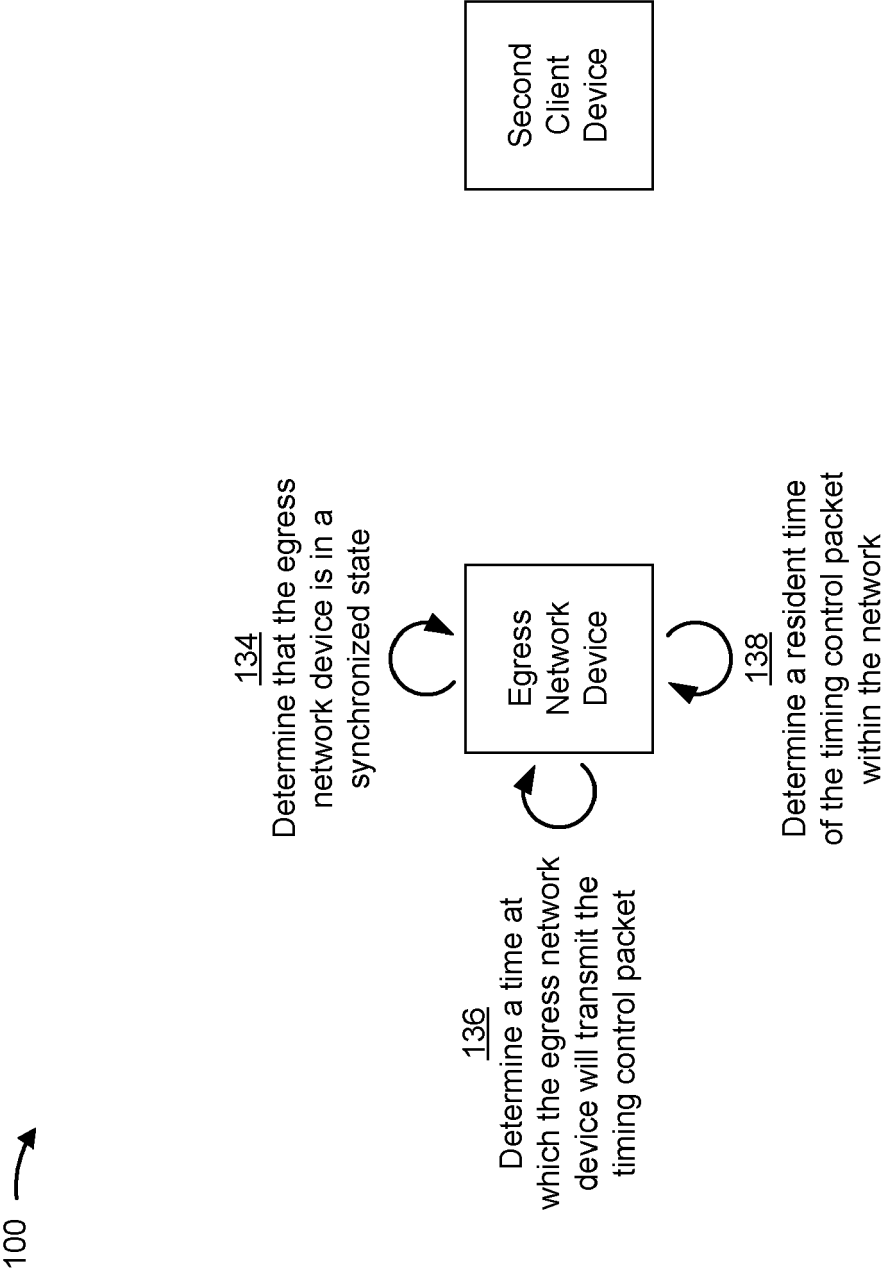 100
134
Determine that the egress
network device is in a
synchronized state
136
Determine a time at
which the egress network
device will transmit the
timing control packet
Egress
Network
Device
Second
Client
Device
138
Determine a resident time
of the timing control packet
within the network